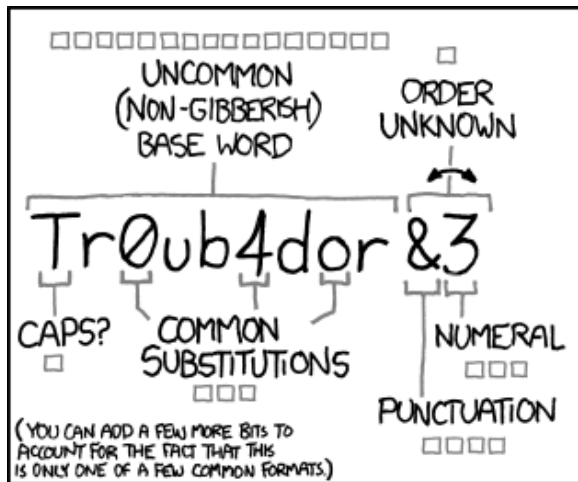 UNCOMMON
(NON-GIBBERISH)
BASE WORD
ORDER
UNKNOWN
Tr0ub4dor &3
CAPS?
COMMON
SUBSTITUTIONS
NUMERAL
PUNCTUATION
(YOU CAN ADD A FEW MORE BITS TO
ACCOUNT FOR THE FACT THAT THIS
IS ONLY ONE OF A FEW COMMON FORMATS.)